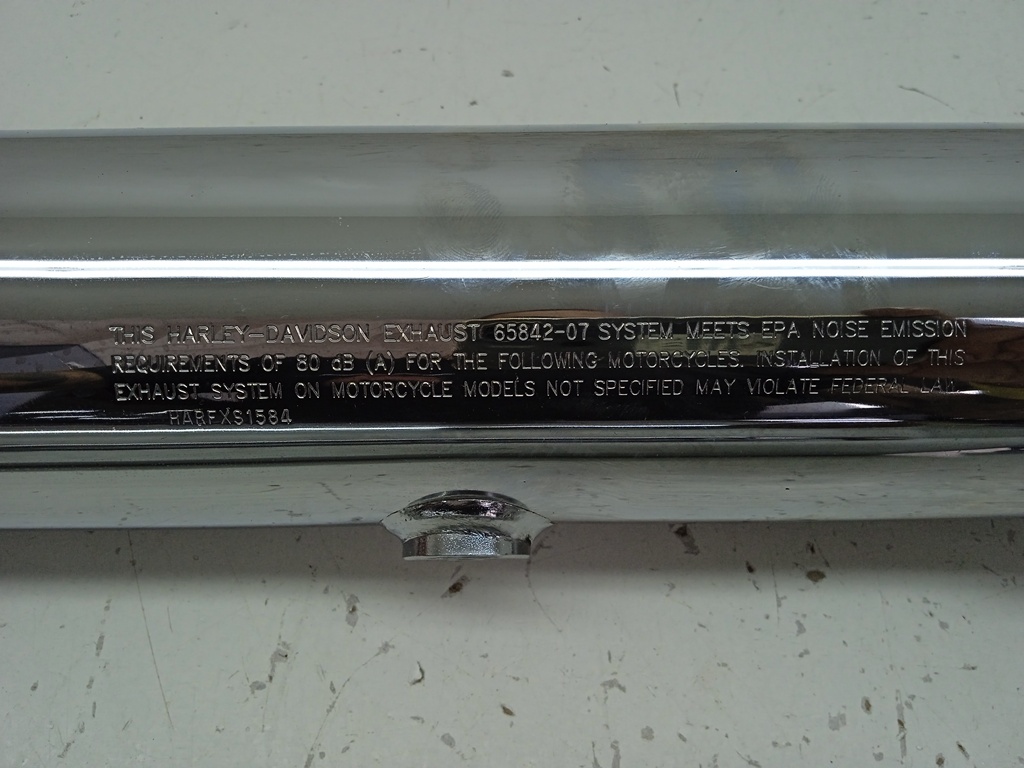 THIS HARLEY-DAVIDSON EXHAUST 65842-07 SYSTEM MEETS EPA NOISE EMISSION
REQUIREMENTS OF 80 dB (A) FOR THE FOLLOWING MOTORCYCLES. INSTALLATION OF THIS
EXHAUST SYSTEM ON MOTORCYCLE MODELS NOT SPECIFIED MAY VIOLATE FEDERAL LAW.
HARFXS1584